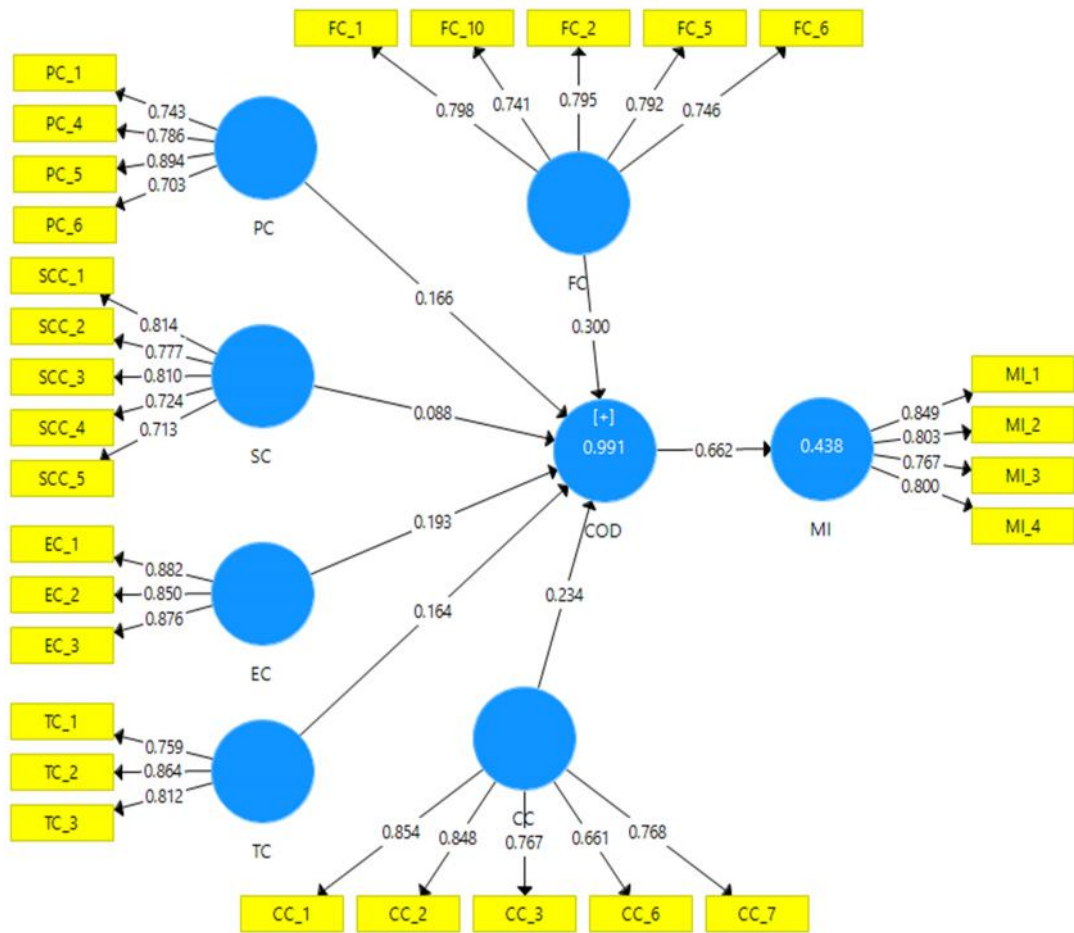 FC_1 FC_10 FC_2 FC_5 FC_6
0.798 0.741 0.795 0.792 0.746
FC
0.300
PC_1
PC_4
PC_5
PC_6
0.743
0.786
0.894
0.703
PC
0.166
SCC_1
SCC_2
SCC_3
SCC_4
SCC_5
0.814
0.777
0.810
0.724
0.713
SC
0.088
[+]
0.991
COD
0.662
0.438
MI
0.849
0.803
0.767
0.800
MI_1
MI_2
MI_3
MI_4
EC_1
EC_2
EC_3
0.882
0.850
0.876
EC
0.193
TC_1
TC_2
TC_3
0.759
0.864
0.812
TC
0.164
0.234
CC
0.854 0.848 0.767 0.661 0.768
CC_1 CC_2 CC_3 CC_6 CC_7